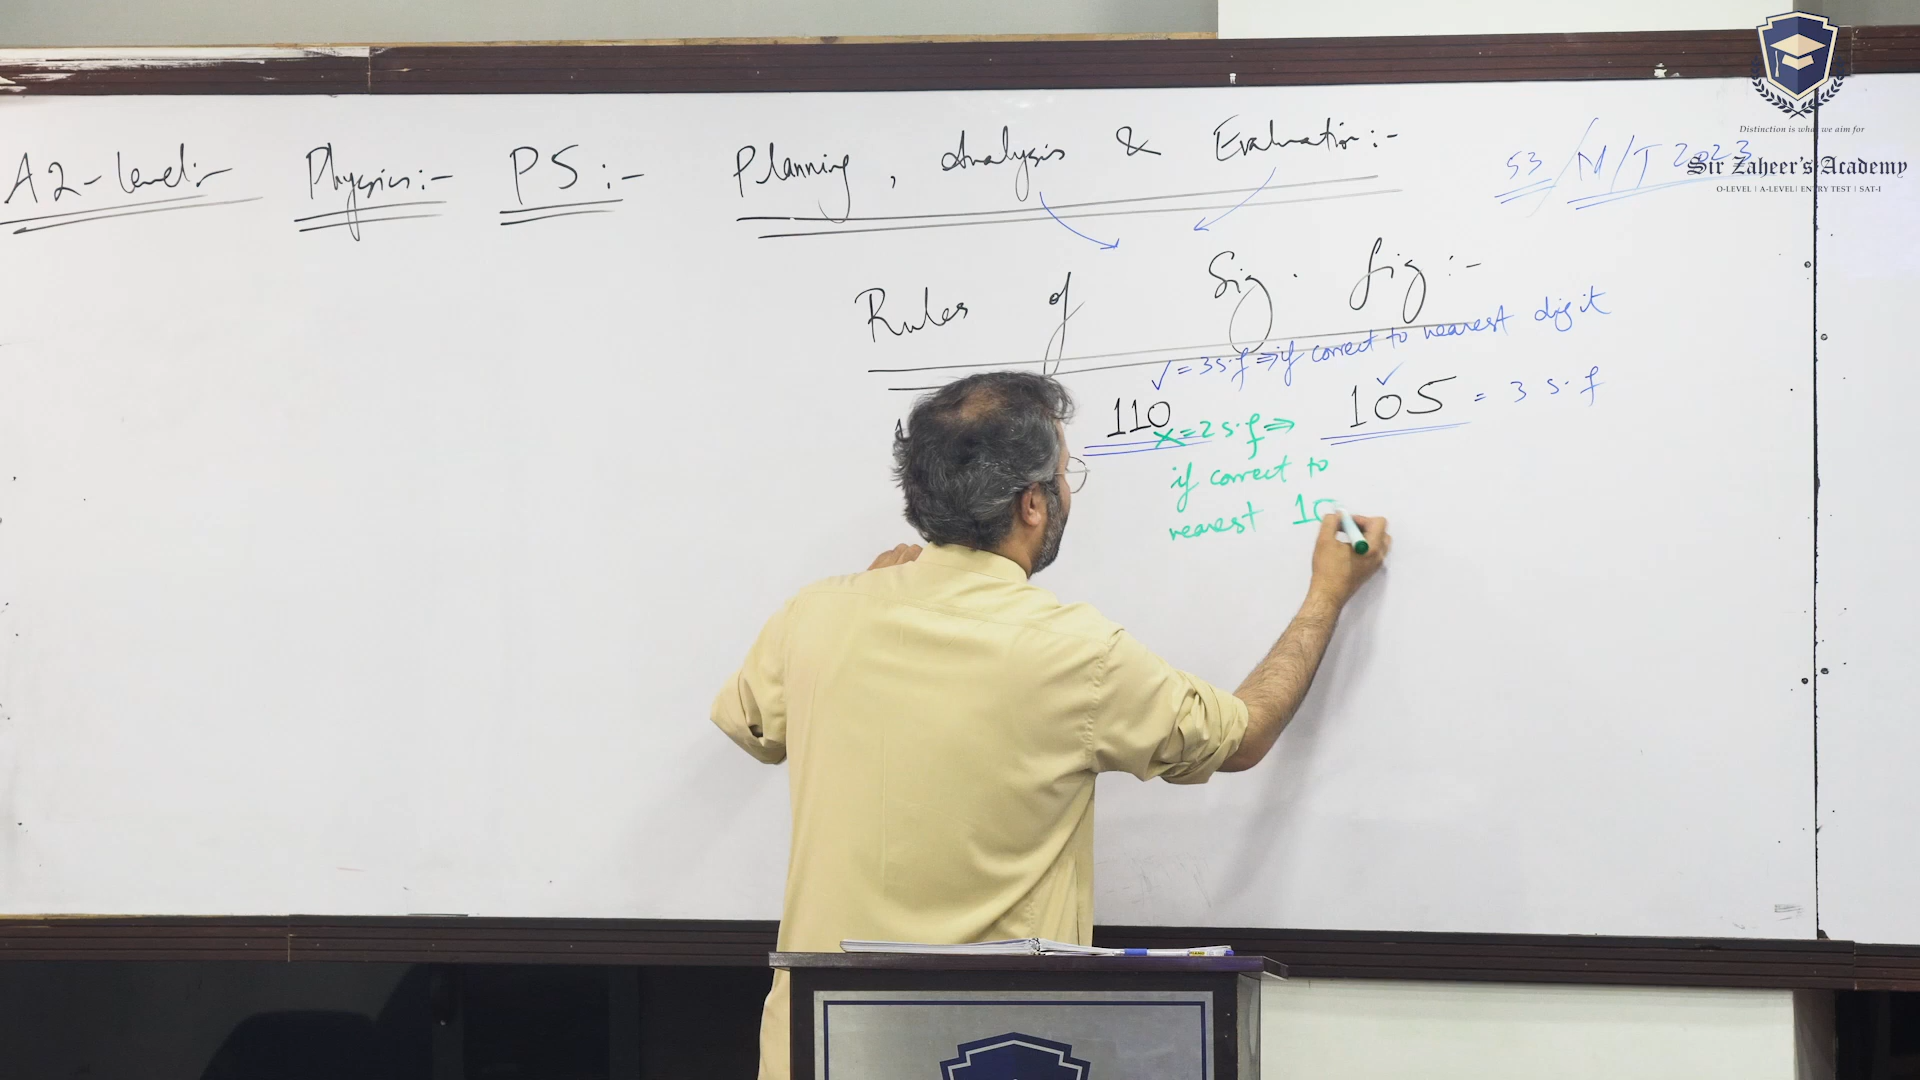 A2-level:- Physics:- P5:- Planning, Analysis & Evaluation:- S3/M/T 2023
Distinction is what we aim for
Sir Zaheer's Academy
O-LEVEL | A-LEVEL | ENTRY TEST | SAT-I
Rules of Sig. fig:-
✓ = 3 s.f ⇒ if correct to nearest digit
110 105 = 3 s.f
x = 2 s.f ⇒
if correct to
nearest 10